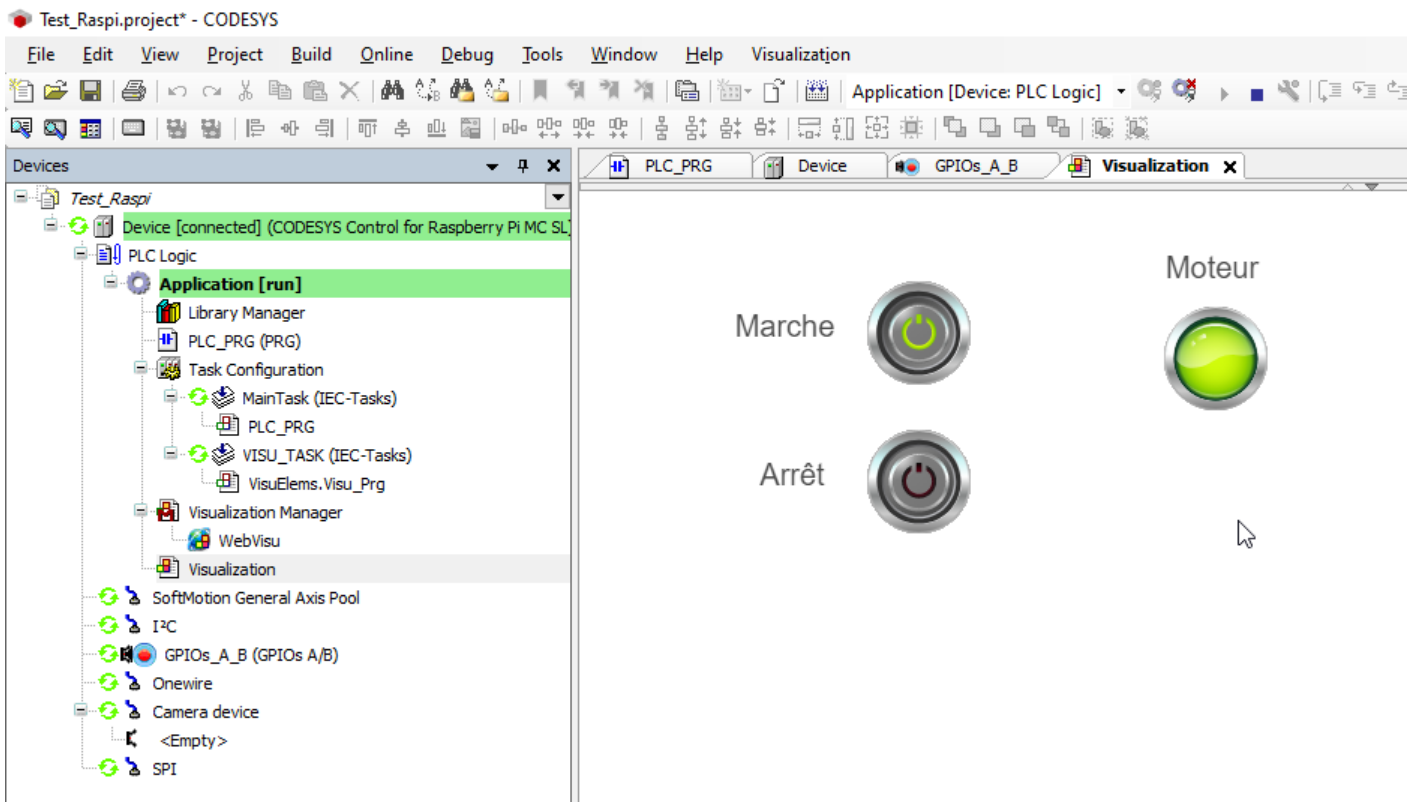 Test_Raspi.project* - CODESYS
File Edit View Project Build Online Debug Tools Window Help Visualization
Application [Device: PLC Logic]
Devices
PLC_PRG Device GPIOs_A_B Visualization
Test_Raspi
Device [connected] (CODESYS Control for Raspberry Pi MC SL)
PLC Logic
Application [run]
Library Manager
PLC_PRG (PRG)
Task Configuration
MainTask (IEC-Tasks)
PLC_PRG
VISU_TASK (IEC-Tasks)
VisuElems.Visu_Prg
Visualization Manager
WebVisu
Visualization
SoftMotion General Axis Pool
I²C
GPIOs_A_B (GPIOs A/B)
Onewire
Camera device
<Empty>
SPI
Moteur
Marche
Arrêt